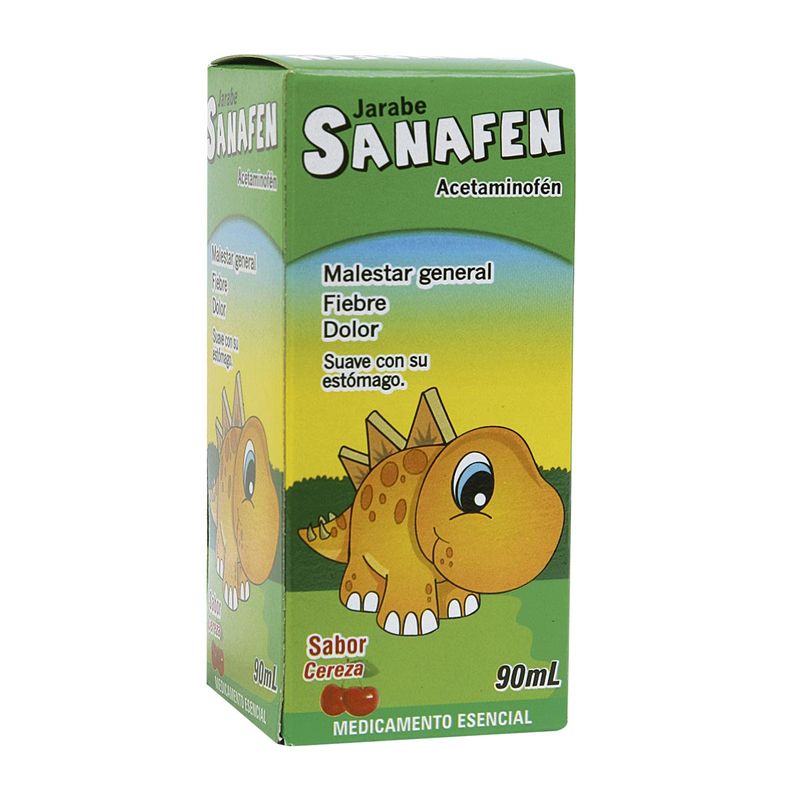 Jarabe
SANAFEN
Acetaminofén
Malestar general
Fiebre
Dolor
Suave con su
estómago.
Sabor
Cereza
90mL
MEDICAMENTO ESENCIAL
Jarabe
SANAFEN
Acetaminofén
Malestar general
Fiebre
Dolor
Suave con su
estómago.
Sabor
Cereza
90mL
MEDICAMENTO ESENCIAL